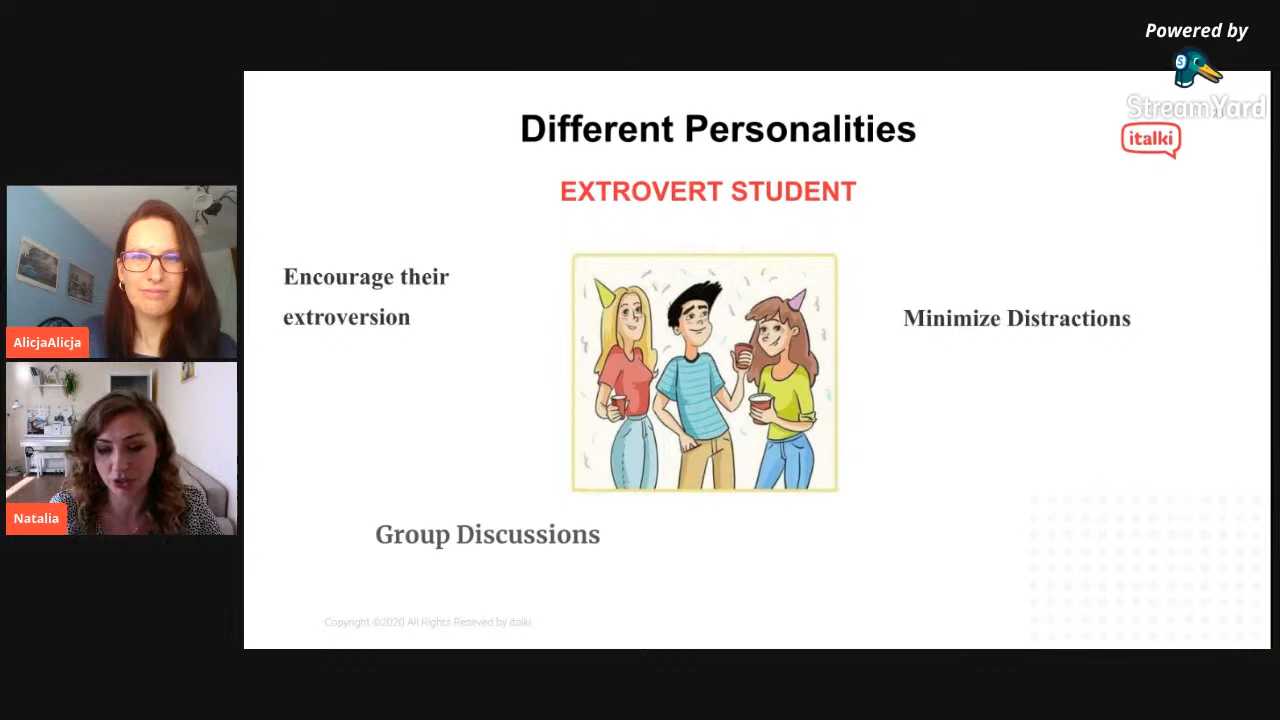 Powered by
StreamYard
italki
Different Personalities
EXTROVERT STUDENT
Encourage their
extroversion
Minimize Distractions
Group Discussions
AlicjaAlicja
Natalia
Copyright ©2020 All Rights Reseved by italki